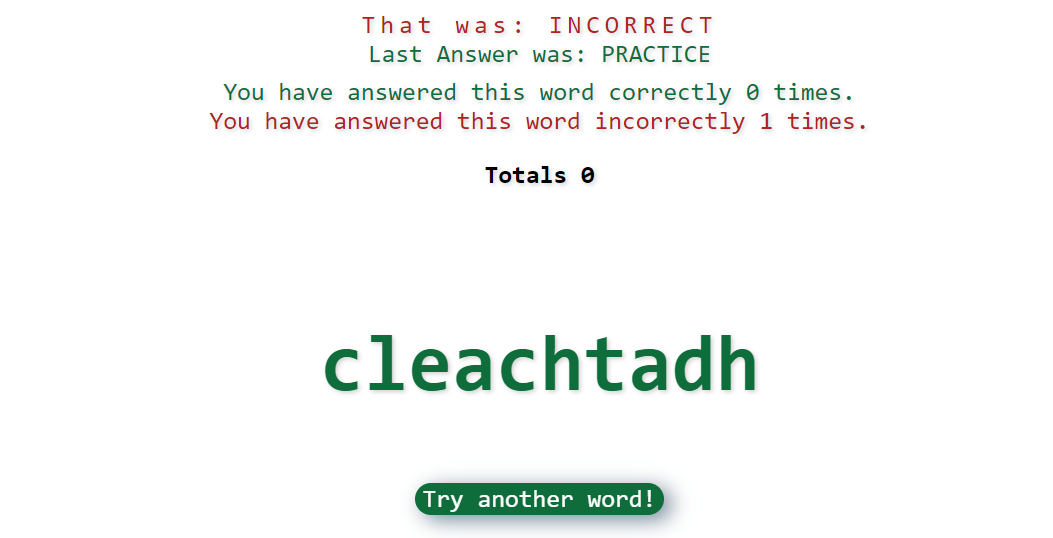 That was: INCORRECT
Last Answer was: PRACTICE
You have answered this word correctly 0 times.
You have answered this word incorrectly 1 times.
Totals 0
cleachtadh
Try another word!